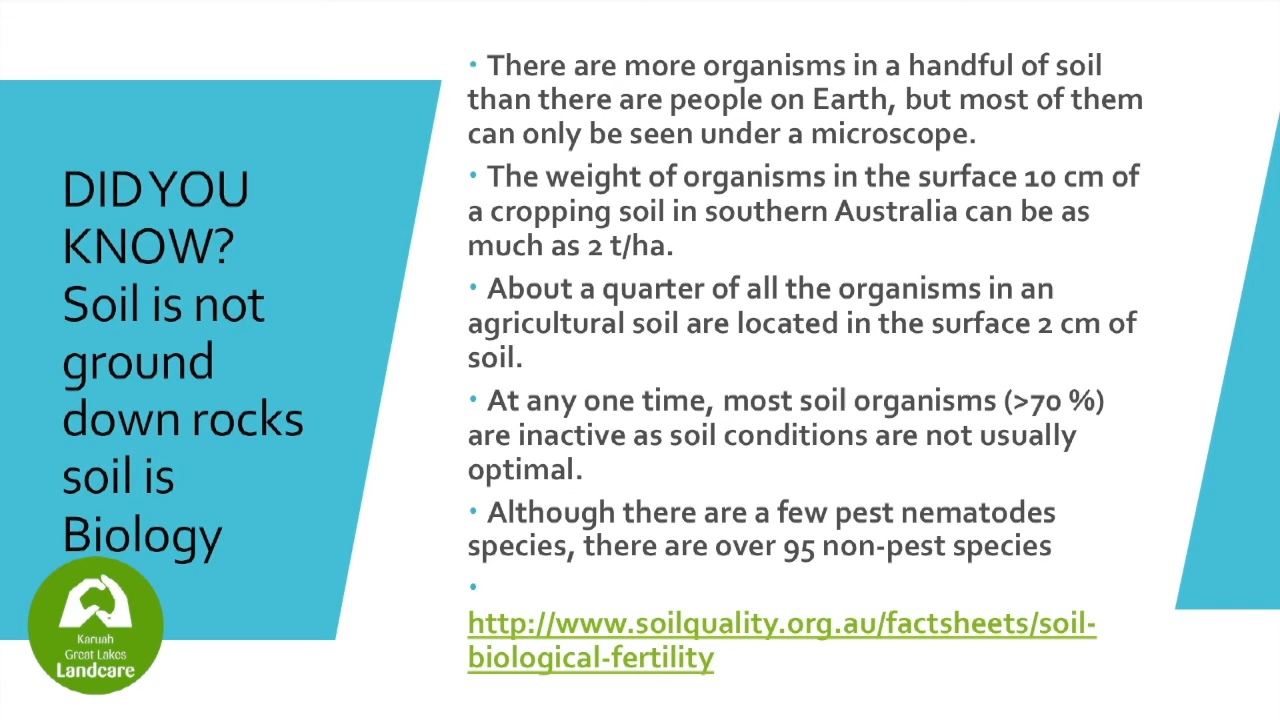 DID YOU
KNOW?
Soil is not
ground
down rocks
soil is
Biology
• There are more organisms in a handful of soil
than there are people on Earth, but most of them
can only be seen under a microscope.
• The weight of organisms in the surface 10 cm of
a cropping soil in southern Australia can be as
much as 2 t/ha.
• About a quarter of all the organisms in an
agricultural soil are located in the surface 2 cm of
soil.
• At any one time, most soil organisms (>70 %)
are inactive as soil conditions are not usually
optimal.
• Although there are a few pest nematodes
species, there are over 95 non-pest species
•
http://www.soilquality.org.au/factsheets/soil-
biological-fertility
Karuah
Great Lakes
Landcare